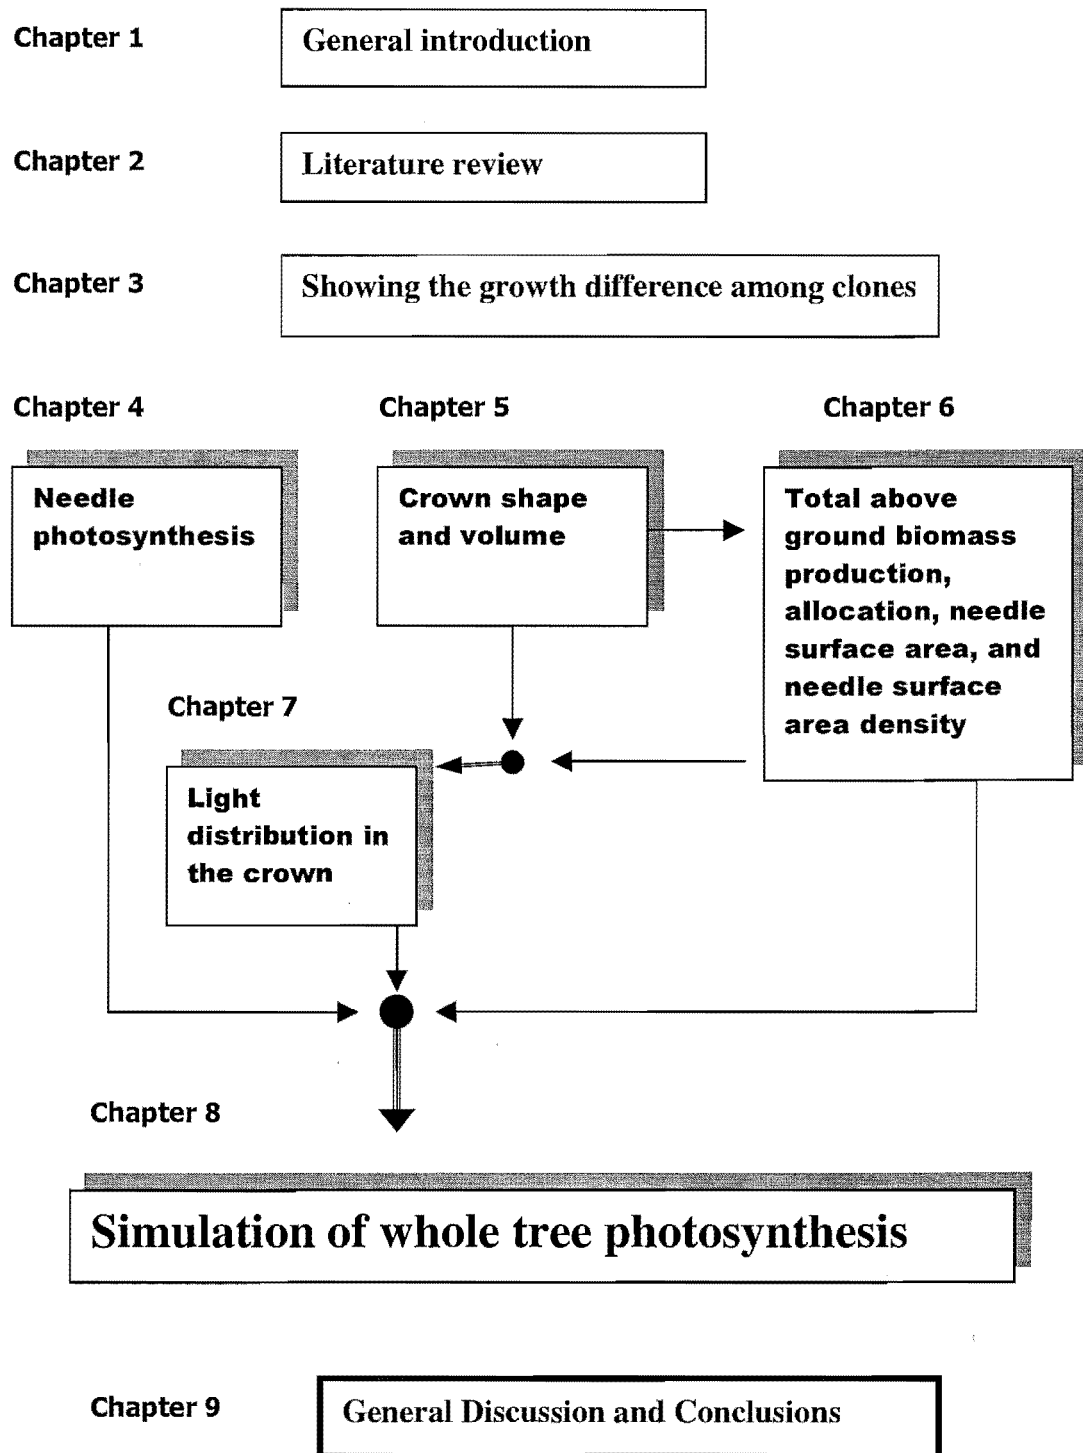 Chapter 1
General introduction
Chapter 2
Literature review
Chapter 3
Showing the growth difference among clones
Chapter 4
Chapter 5
Chapter 6
Needle
photosynthesis
Crown shape
and volume
Total above
ground biomass
production,
allocation, needle
surface area, and
needle surface
area density
Chapter 7
Light
distribution in
the crown
Chapter 8
Simulation of whole tree photosynthesis
Chapter 9
General Discussion and Conclusions